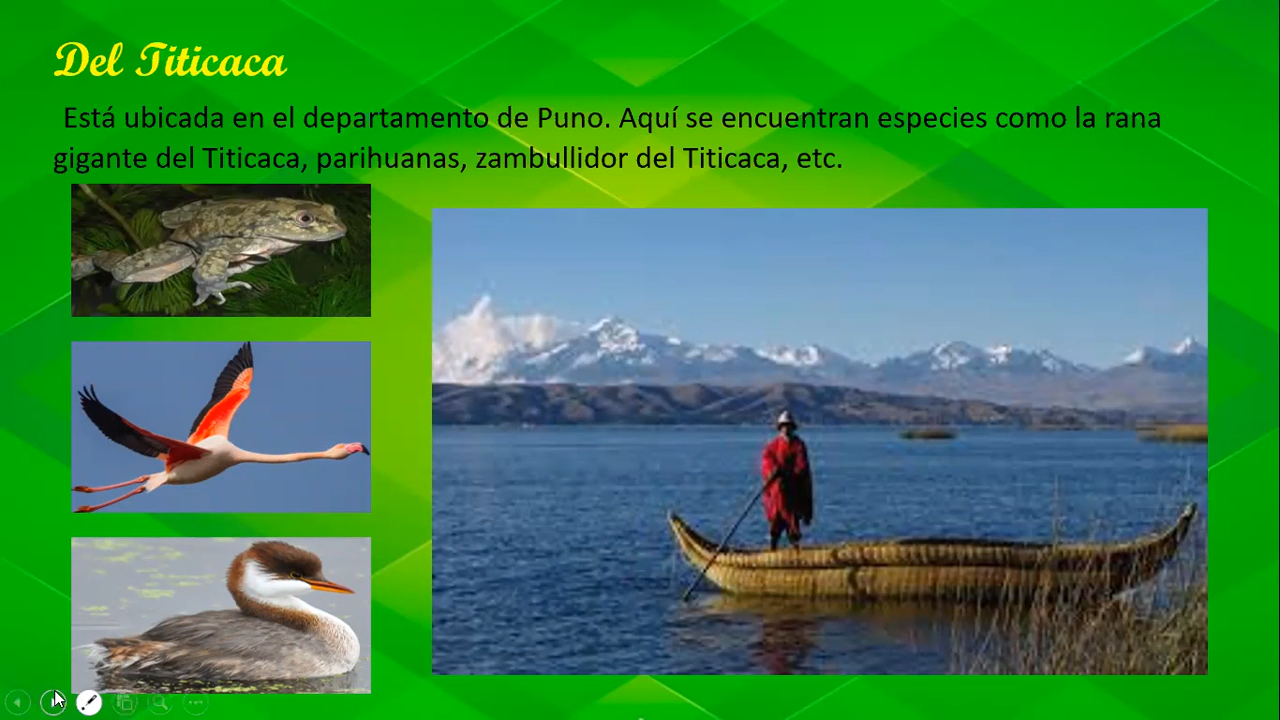 Del Titicaca
Está ubicada en el departamento de Puno. Aquí se encuentran especies como la rana
gigante del Titicaca, parihuanas, zambullidor del Titicaca, etc.